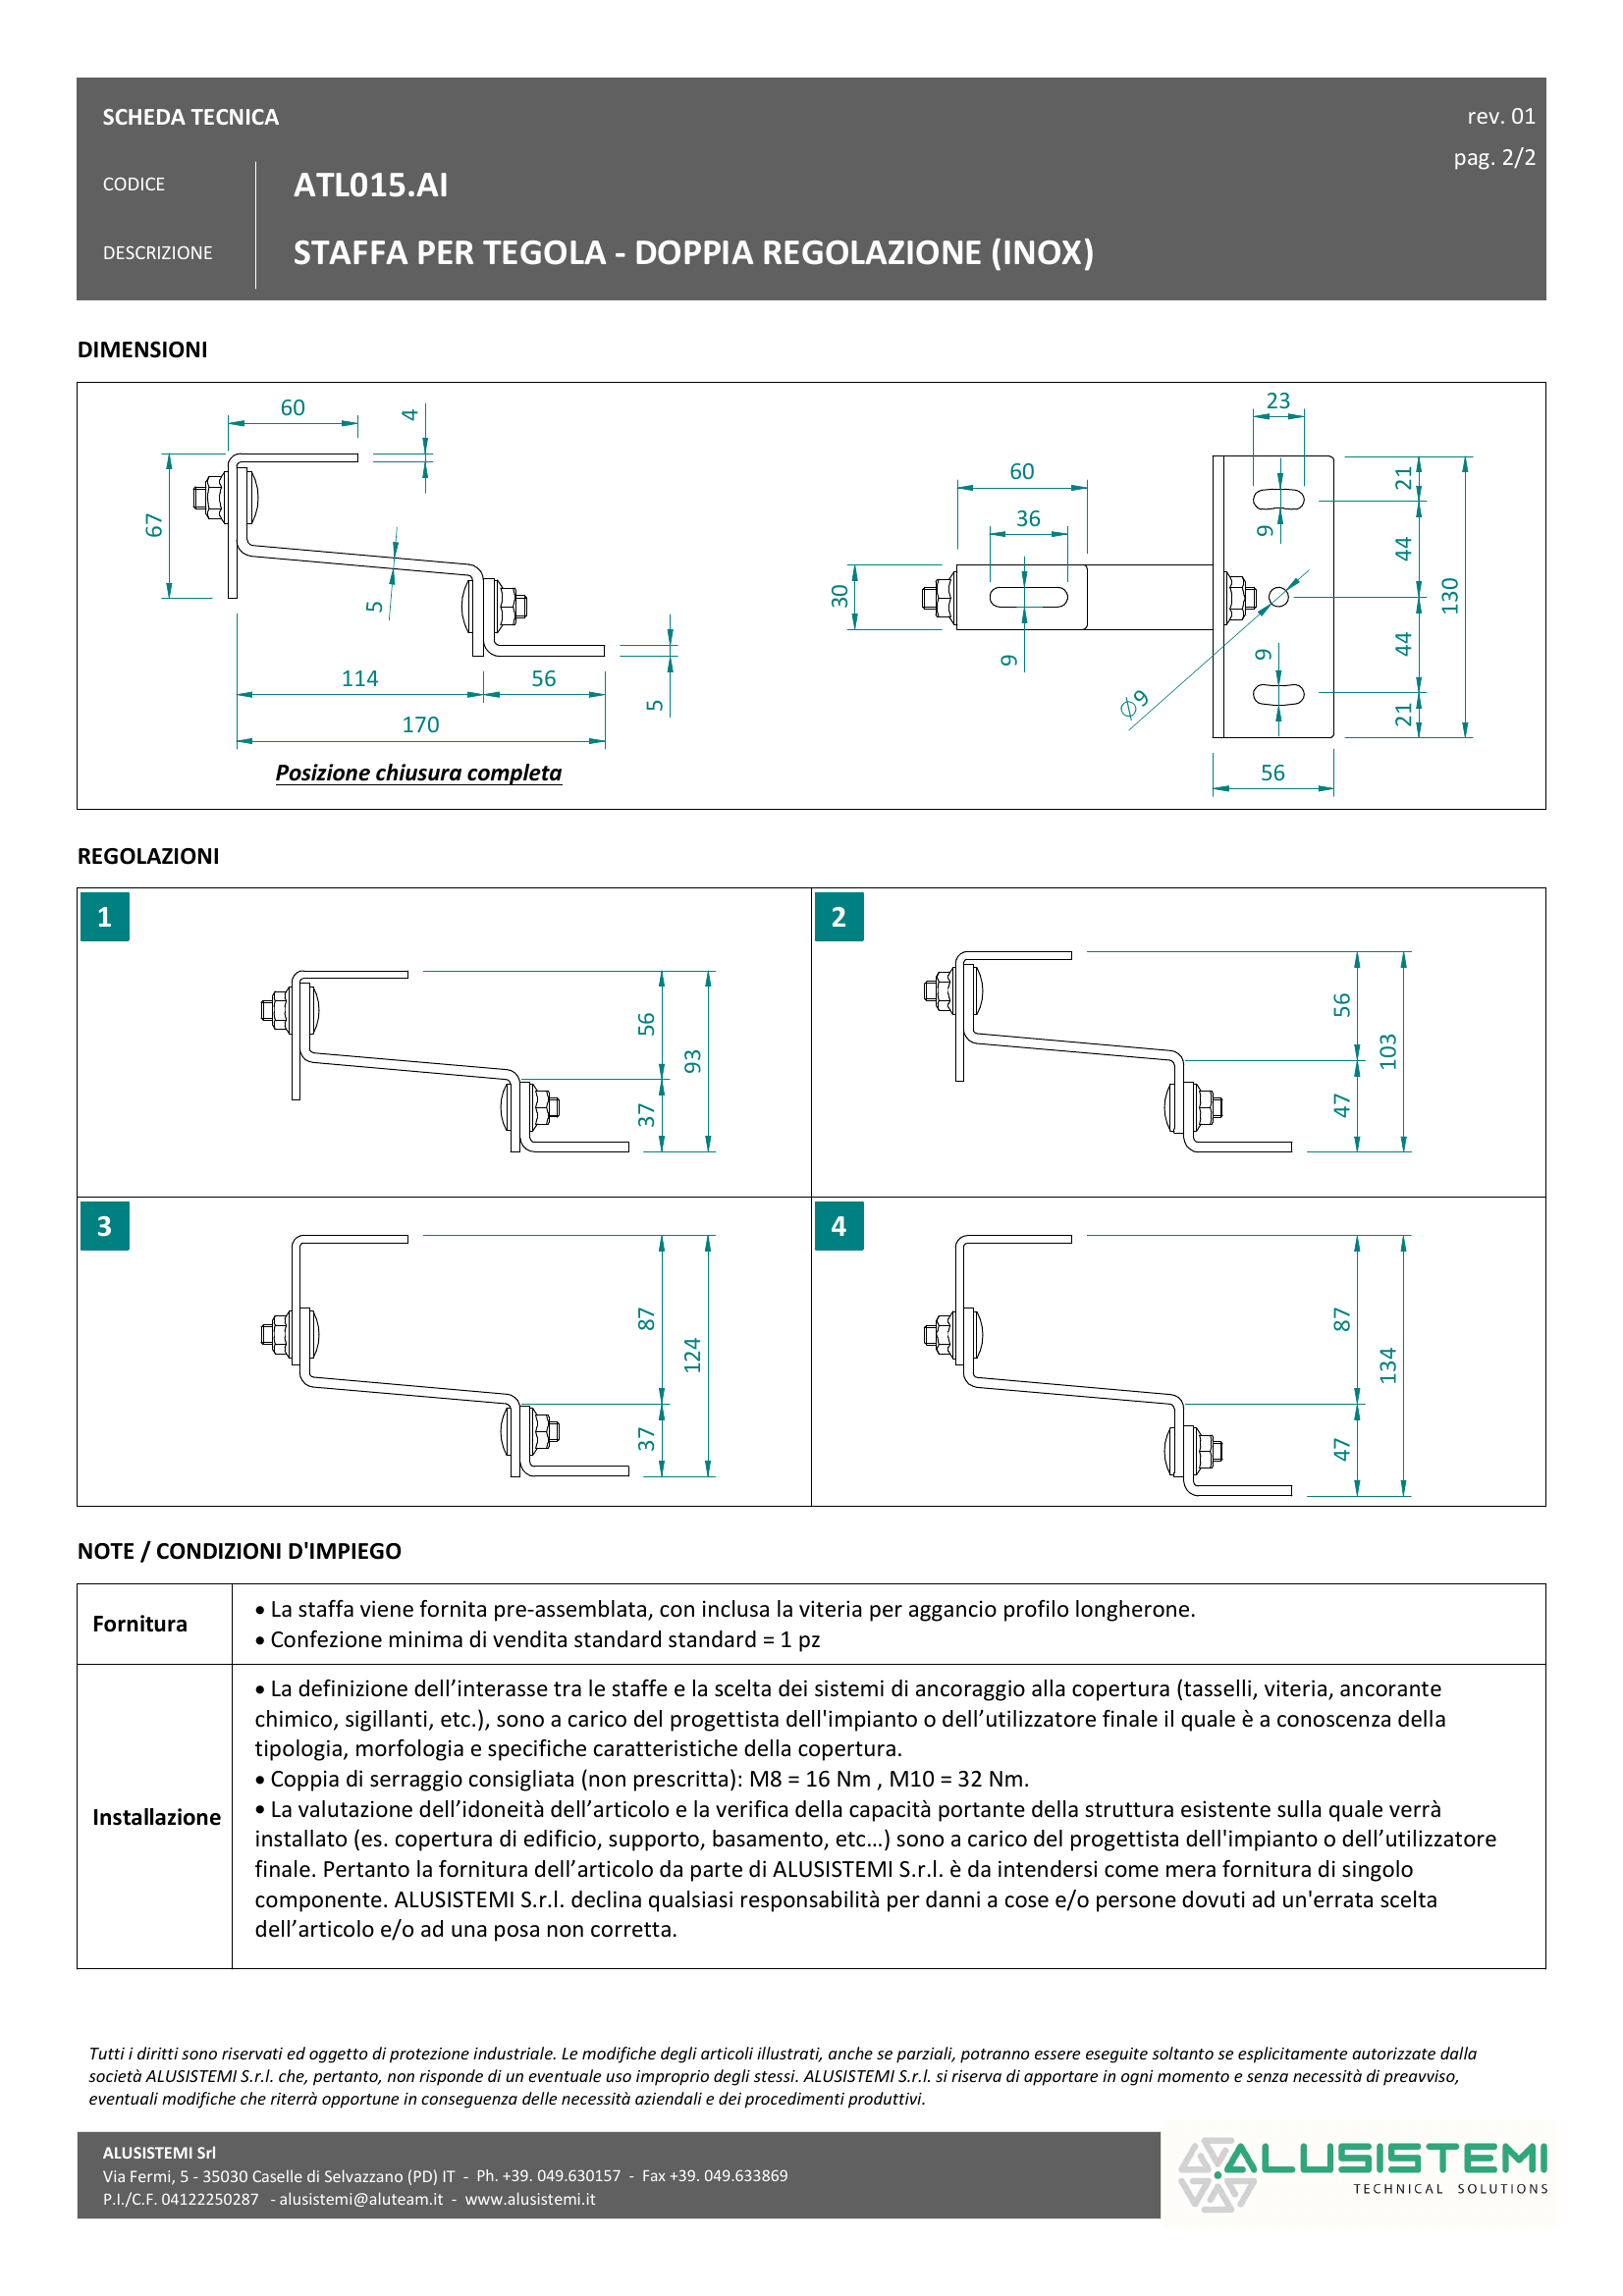 SCHEDA TECNICA
rev. 01
pag. 2/2
CODICE
ATL015.AI
DESCRIZIONE
STAFFA PER TEGOLA - DOPPIA REGOLAZIONE (INOX)
DIMENSIONI
60
4
67
5
114
56
5
170
Posizione chiusura completa
23
60
36
30
9
9
9
∅9
21
44
44
21
130
56
REGOLAZIONI
1
56
93
37
2
56
103
47
3
87
124
37
4
87
134
47
NOTE / CONDIZIONI D'IMPIEGO
Fornitura
• La staffa viene fornita pre-assemblata, con inclusa la viteria per aggancio profilo longherone.
• Confezione minima di vendita standard standard = 1 pz
Installazione
• La definizione dell’interasse tra le staffe e la scelta dei sistemi di ancoraggio alla copertura (tasselli, viteria, ancorante
chimico, sigillanti, etc.), sono a carico del progettista dell'impianto o dell’utilizzatore finale il quale è a conoscenza della
tipologia, morfologia e specifiche caratteristiche della copertura.
• Coppia di serraggio consigliata (non prescritta): M8 = 16 Nm , M10 = 32 Nm.
• La valutazione dell’idoneità dell’articolo e la verifica della capacità portante della struttura esistente sulla quale verrà
installato (es. copertura di edificio, supporto, basamento, etc…) sono a carico del progettista dell'impianto o dell’utilizzatore
finale. Pertanto la fornitura dell’articolo da parte di ALUSISTEMI S.r.l. è da intendersi come mera fornitura di singolo
componente. ALUSISTEMI S.r.l. declina qualsiasi responsabilità per danni a cose e/o persone dovuti ad un'errata scelta
dell’articolo e/o ad una posa non corretta.
Tutti i diritti sono riservati ed oggetto di protezione industriale. Le modifiche degli articoli illustrati, anche se parziali, potranno essere eseguite soltanto se esplicitamente autorizzate dalla
società ALUSISTEMI S.r.l. che, pertanto, non risponde di un eventuale uso improprio degli stessi. ALUSISTEMI S.r.l. si riserva di apportare in ogni momento e senza necessità di preavviso,
eventuali modifiche che riterrà opportune in conseguenza delle necessità aziendali e dei procedimenti produttivi.
ALUSISTEMI Srl
Via Fermi, 5 - 35030 Caselle di Selvazzano (PD) IT - Ph. +39. 049.630157 - Fax +39. 049.633869
P.I./C.F. 04122250287 - alusistemi@aluteam.it - www.alusistemi.it
ALUSISTEMI
TECHNICAL SOLUTIONS